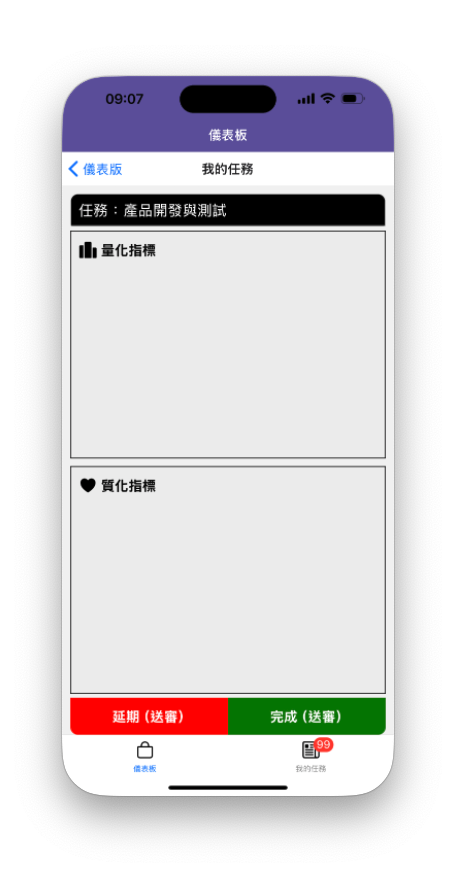 09:07
儀表板
儀表版
我的任務
任務：產品開發與測試
量化指標
質化指標
延期 (送審)
完成 (送審)
99
儀表板
我的任務